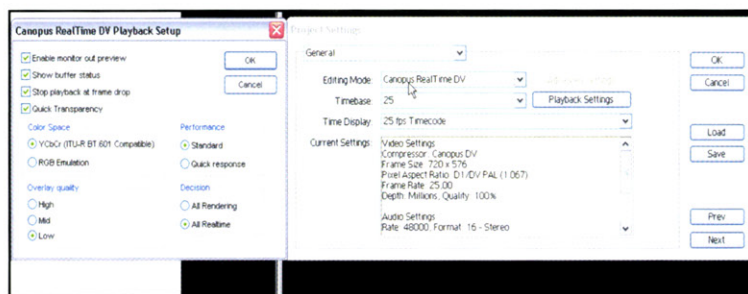 Canopus RealTime DV Playback Setup
Enable monitor out preview
Show buffer status
Stop playback at frame drop
Quick Transparency
OK
Cancel
Color Space
YCbCr (ITU-R BT 601 Compatible)
RGB Emulation
Performance
Standard
Quick response
Overlay quality
High
Mid
Low
Decision
All Rendering
All Realtime
Project Settings
General
Editing Mode: Canopus RealTime DV
Timebase: 25
Playback Settings
Time Display: 25 fps Timecode
Current Settings:
Video Settings
Compressor: Canopus DV
Frame Size: 720 x 576
Pixel Aspect Ratio: D1/DV PAL (1.067)
Frame Rate: 25.00
Depth: Millions, Quality: 100%
Audio Settings
Rate: 48000, Format: 16 - Stereo
OK
Cancel
Load
Save
Prev
Next